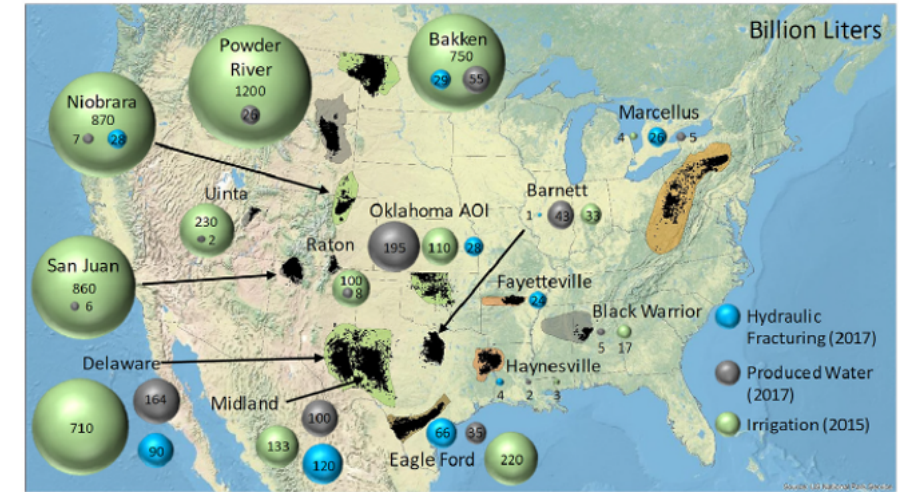 Billion Liters
Powder
River
1200
26
Bakken
750
29 55
Niobrara
870
7 28
Marcellus
4 26 5
Uinta
230
2
Oklahoma AOI
195 110 28
Barnett
1 43 33
San Juan
860
6
Raton
100
8
Fayetteville
24
Black Warrior
5 17
Delaware
710
164
90
Midland
100
133
120
Haynesville
4 2 3
Eagle Ford
66 35
220
Hydraulic
Fracturing (2017)
Produced Water
(2017)
Irrigation (2015)